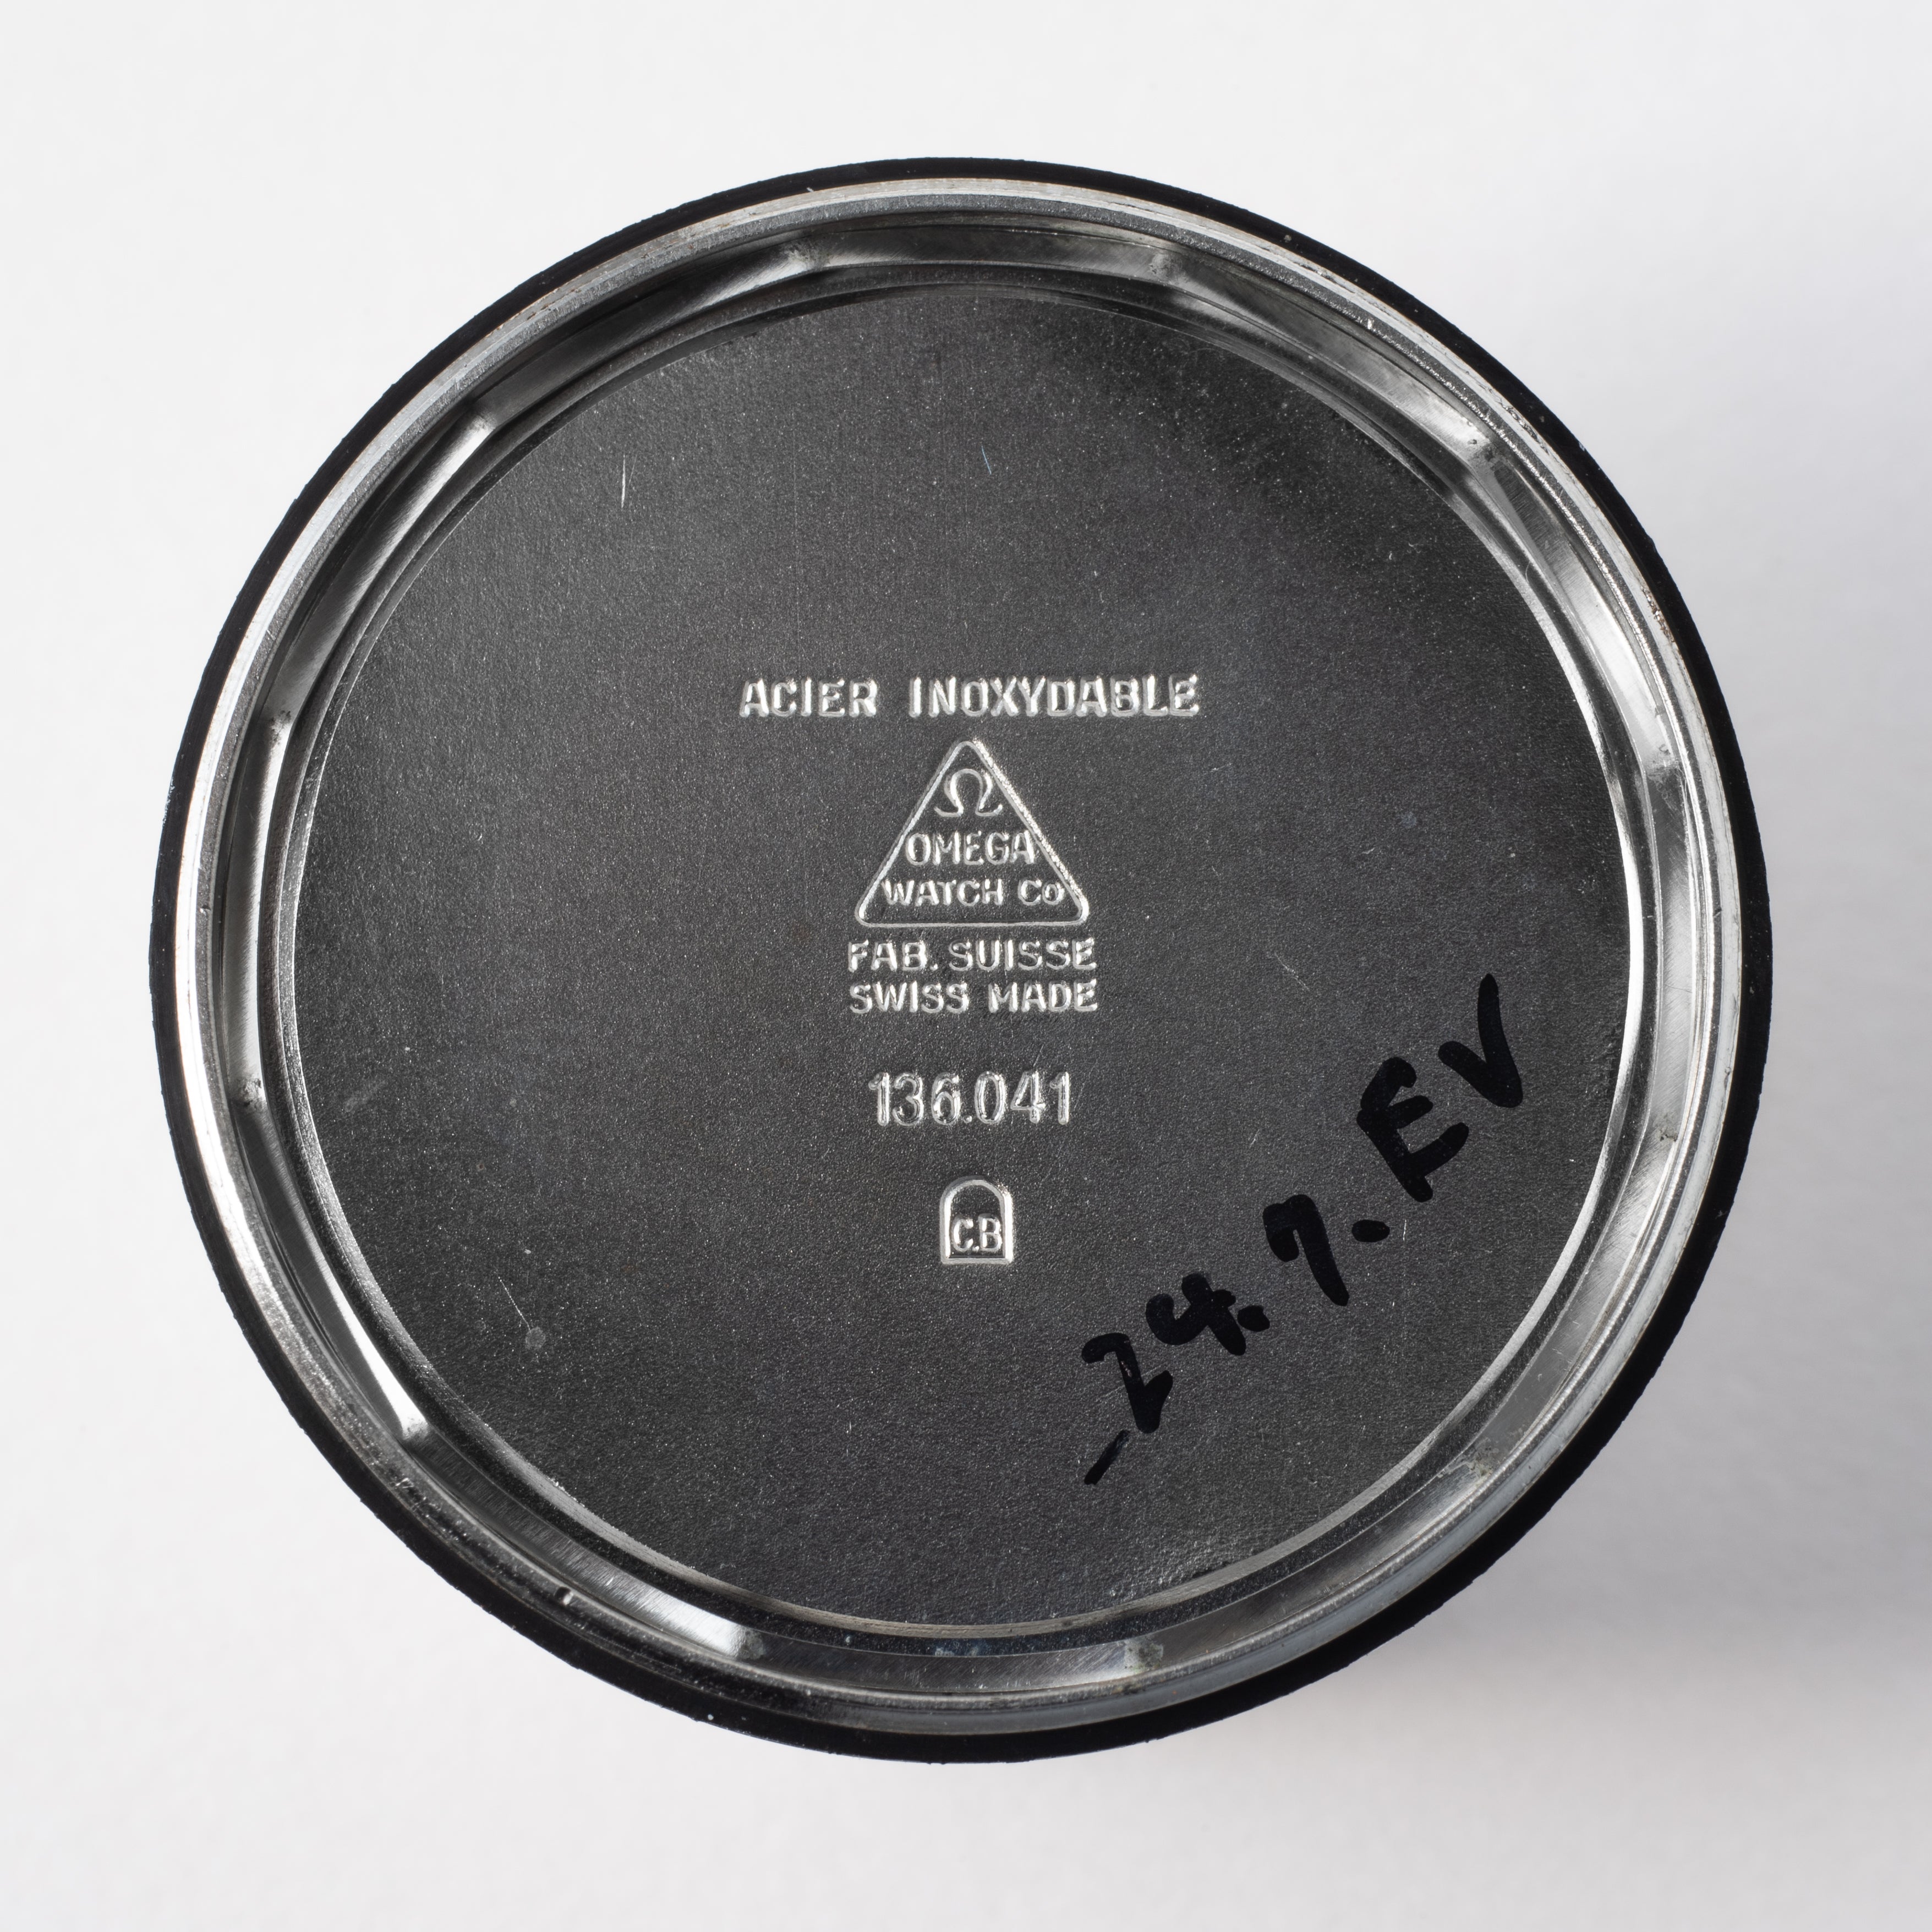 ACIER INOXYDABLE
Ω
OMEGA
WATCH Co
FAB. SUISSE
SWISS MADE
136.041
C.B
24.7.EV